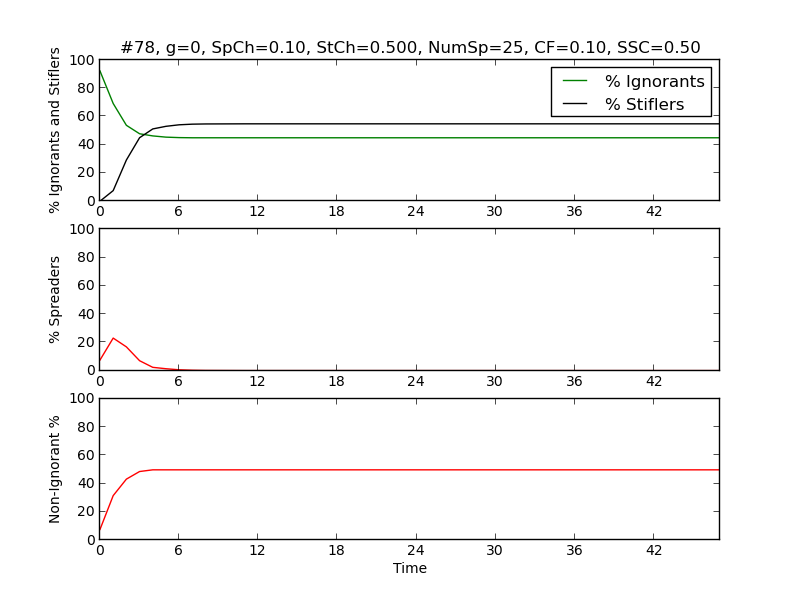 #78, g=0, SpCh=0.10, StCh=0.500, NumSp=25, CF=0.10, SSC=0.50
% Ignorants and Stiflers
100
80
60
40
20
0
% Ignorants
% Stiflers
0 6 12 18 24 30 36 42
% Spreaders
100
80
60
40
20
0
0 6 12 18 24 30 36 42
Non-Ignorant %
100
80
60
40
20
0
0 6 12 18 24 30 36 42
Time